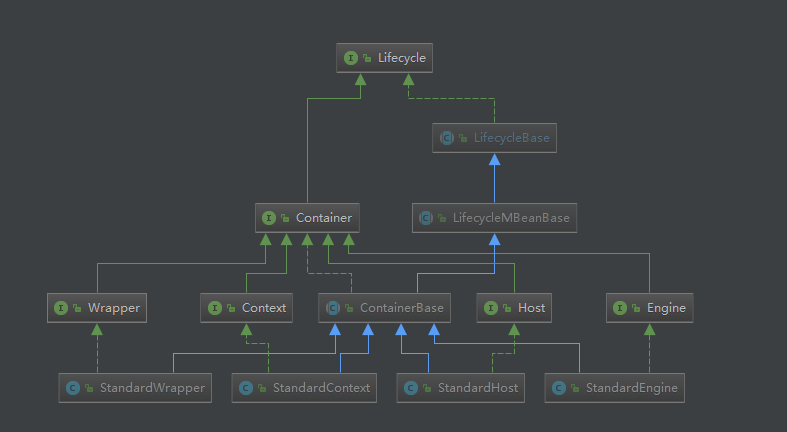 Lifecycle
LifecycleBase
Container
LifecycleMBeanBase
Wrapper
Context
ContainerBase
Host
Engine
StandardWrapper
StandardContext
StandardHost
StandardEngine